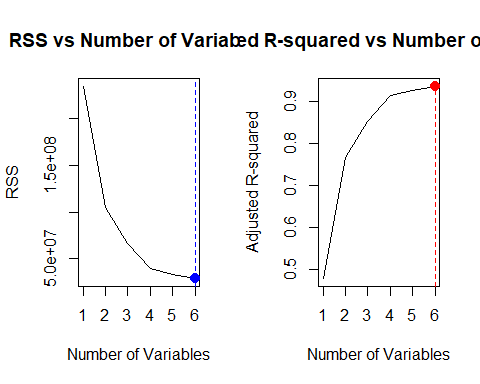 RSS vs Number of Variab
d R-squared vs Number o
RSS
5.0e+07
1.5e+08
1 2 3 4 5 6
Number of Variables
Adjusted R-squared
0.5
0.6
0.7
0.8
0.9
1 2 3 4 5 6
Number of Variables